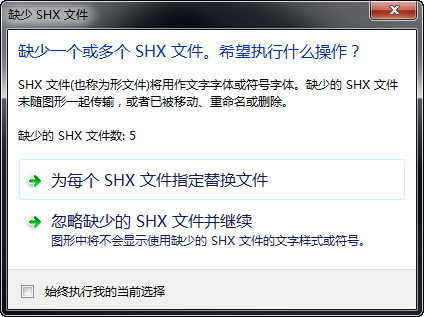 缺少 SHX 文件
缺少一个或多个 SHX 文件。希望执行什么操作？
SHX 文件(也称为形文件)将用作文字字体或符号字体。缺少的 SHX 文件
未随图形一起传输，或者已被移动、重命名或删除。
缺少的 SHX 文件数: 5
为每个 SHX 文件指定替换文件
忽略缺少的 SHX 文件并继续
图形中将不会显示使用缺少的 SHX 文件的文字样式或符号。
始终执行我的当前选择